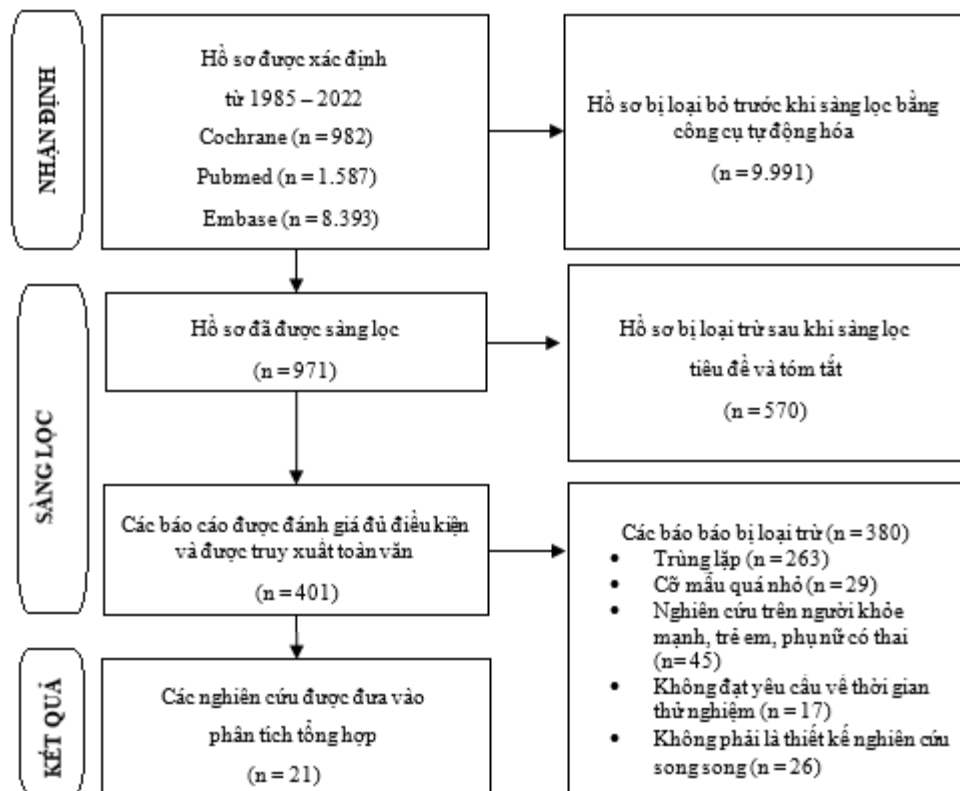 NHẬN ĐỊNH
Hồ sơ được xác định
từ 1985 – 2022
Cochrane (n = 982)
Pubmed (n = 1.587)
Embase (n = 8.393)
Hồ sơ bị loại bỏ trước khi sàng lọc bằng
công cụ tự động hóa
(n = 9.991)
SÀNG LỌC
Hồ sơ đã được sàng lọc
(n = 971)
Hồ sơ bị loại trừ sau khi sàng lọc
tiêu đề và tóm tắt
(n = 570)
Các báo cáo được đánh giá đủ điều kiện
và được truy xuất toàn văn
(n = 401)
Các báo báo bị loại trừ (n = 380)
• Trùng lặp (n = 263)
• Cỡ mẫu quá nhỏ (n = 29)
• Nghiên cứu trên người khỏe
mạnh, trẻ em, phụ nữ có thai
(n= 45)
• Không đạt yêu cầu về thời gian
thử nghiệm (n = 17)
• Không phải là thiết kế nghiên cứu
song song (n = 26)
KẾT QUẢ
Các nghiên cứu được đưa vào
phân tích tổng hợp
(n = 21)